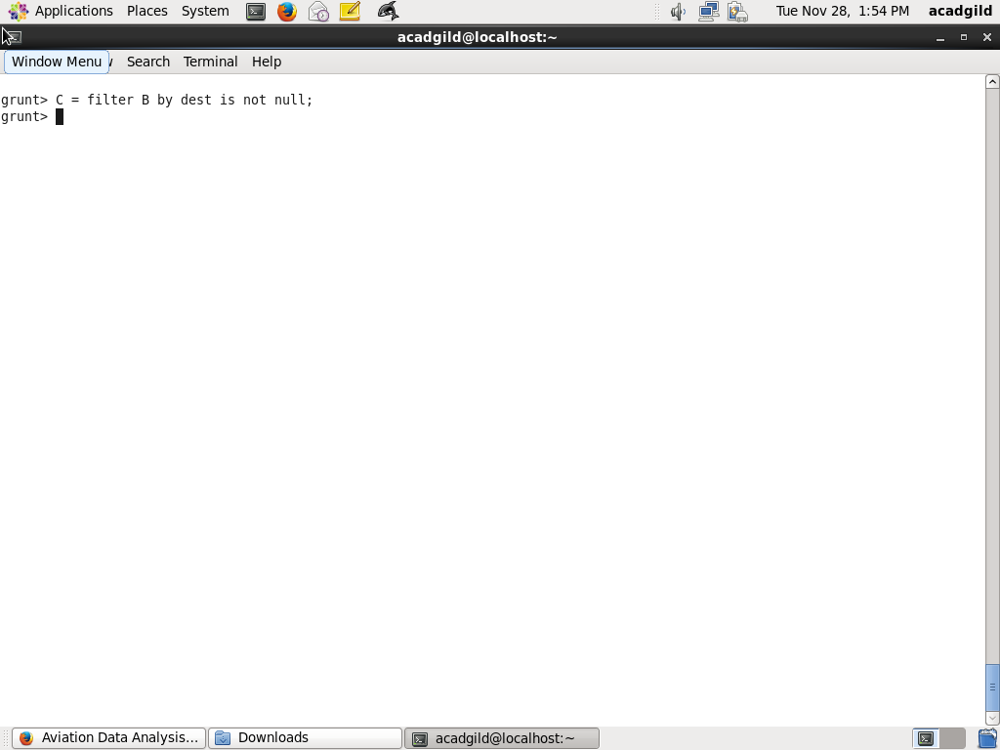 Applications Places System Tue Nov 28, 1:54 PM acadgild
acadgild@localhost:~
Window Menu Search Terminal Help
grunt> C = filter B by dest is not null;
grunt>
Aviation Data Analysis... Downloads acadgild@localhost:~